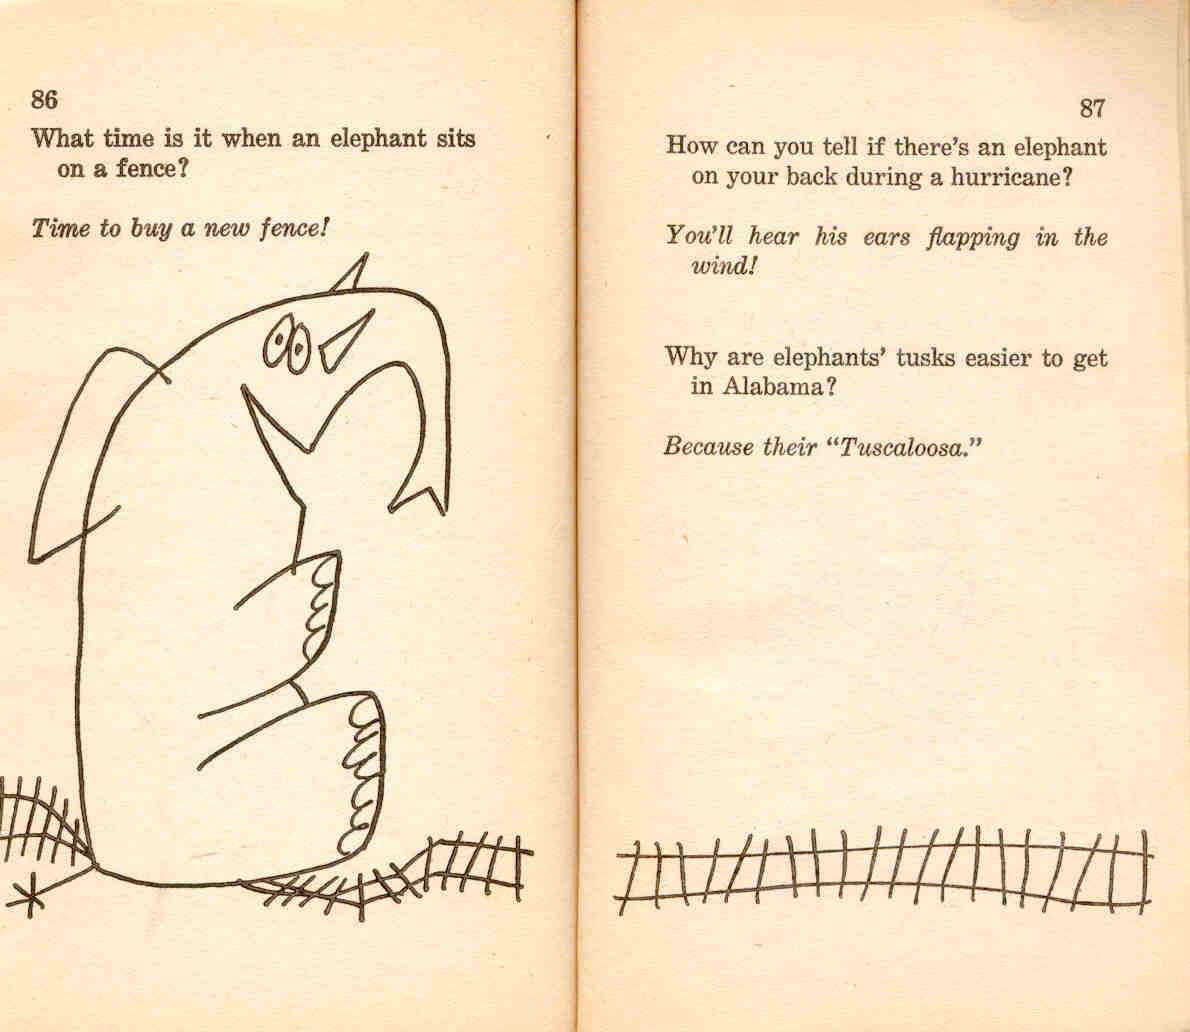 86
What time is it when an elephant sits
on a fence?
Time to buy a new fence!
87
How can you tell if there's an elephant
on your back during a hurricane?
You'll hear his ears flapping in the
wind!
Why are elephants' tusks easier to get
in Alabama?
Because their “Tuscaloosa.”